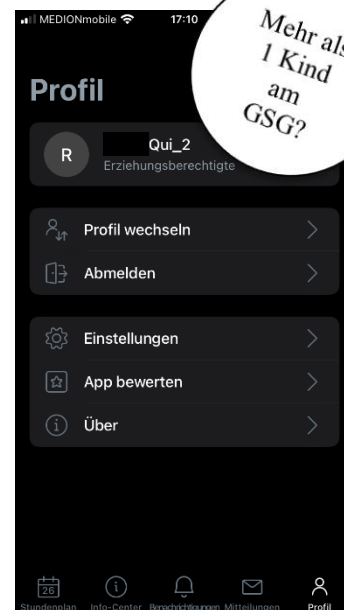 MEDIONmobile 17:10
Mehr als
1 Kind
am
GSG?
Profil
R
Qui_2
Erziehungsberechtigte
Profil wechseln
Abmelden
Einstellungen
App bewerten
Über
26
Stundenplan Info-Center Benachrichtigungen Mitteilungen Profil